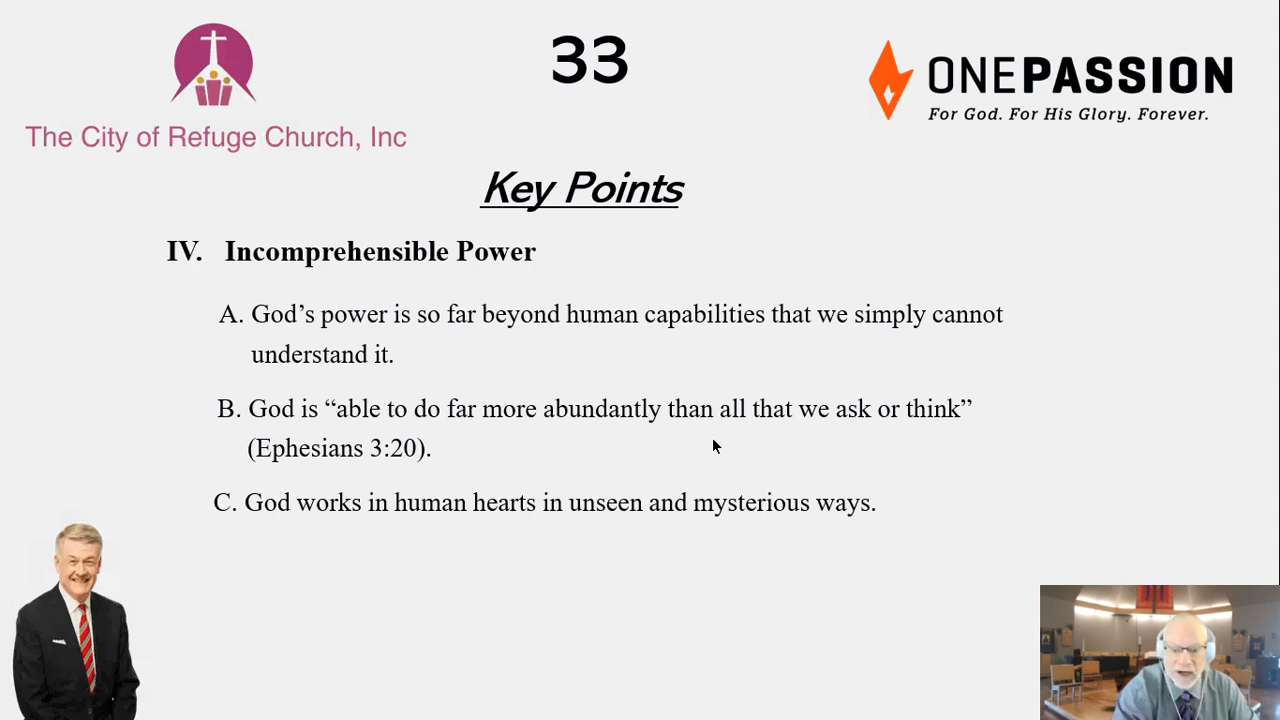 33
The City of Refuge Church, Inc
ONEPASSION
For God. For His Glory. Forever.
Key Points
IV. Incomprehensible Power
A. God’s power is so far beyond human capabilities that we simply cannot
understand it.
B. God is “able to do far more abundantly than all that we ask or think”
(Ephesians 3:20).
C. God works in human hearts in unseen and mysterious ways.